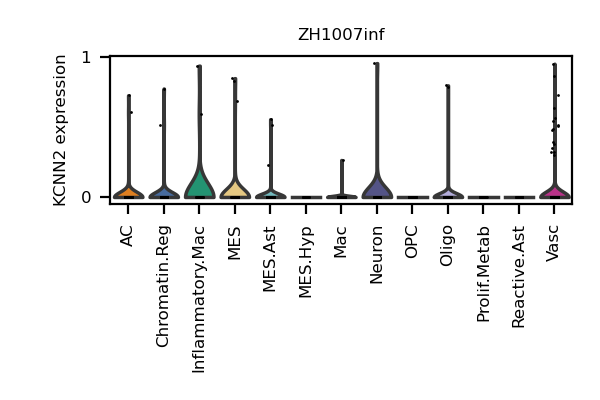 ZH1007inf
KCNN2 expression
1
0
AC
Chromatin.Reg
Inflammatory.Mac
MES
MES.Ast
MES.Hyp
Mac
Neuron
OPC
Oligo
Prolif.Metab
Reactive.Ast
Vasc